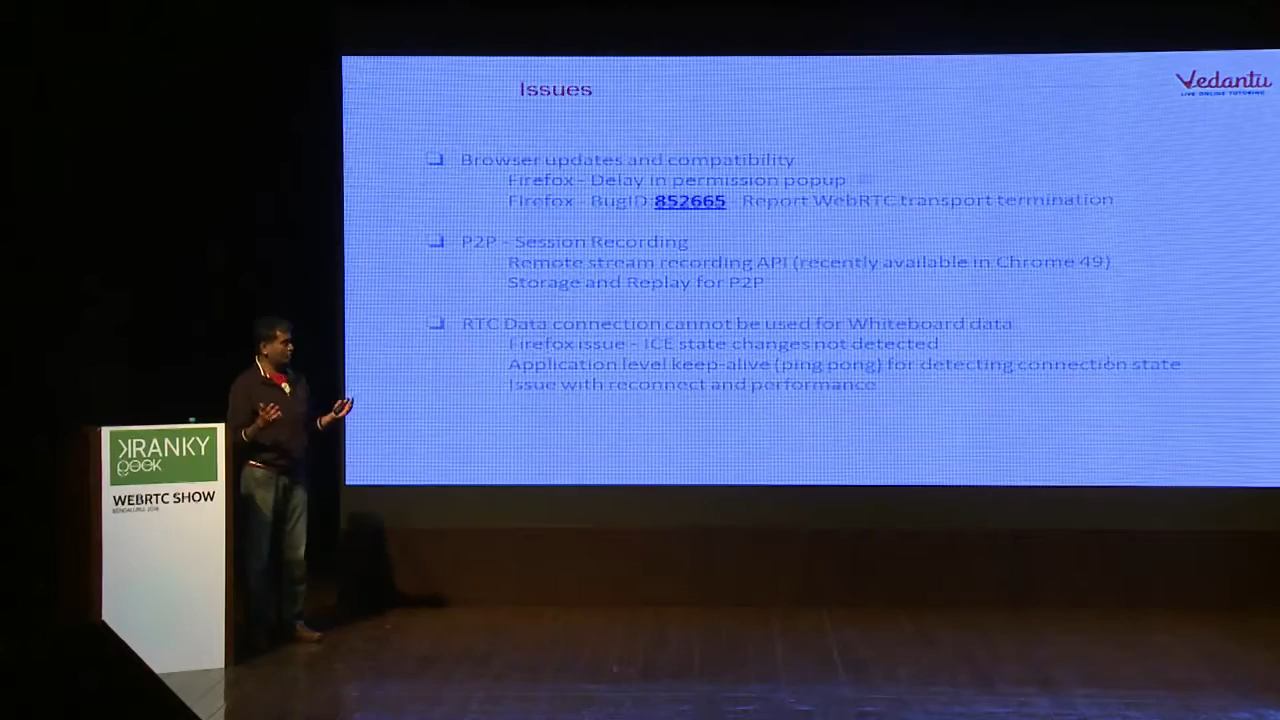 Issues
Vedantu
LIVE ONLINE TUTORING
Browser updates and compatibility
Firefox - Delay in permission popup
Firefox - BugID:852665 - Report WebRTC transport termination
P2P - Session Recording
Remote stream recording API (recently available in Chrome 49)
Storage and Replay for P2P
RTC Data connection cannot be used for Whiteboard data
Firefox issue - ICE state changes not detected
Application level keep-alive (ping pong) for detecting connection state
Issue with reconnect and performance
KRANKY
geek
WEBRTC SHOW
BENGALURU 2016